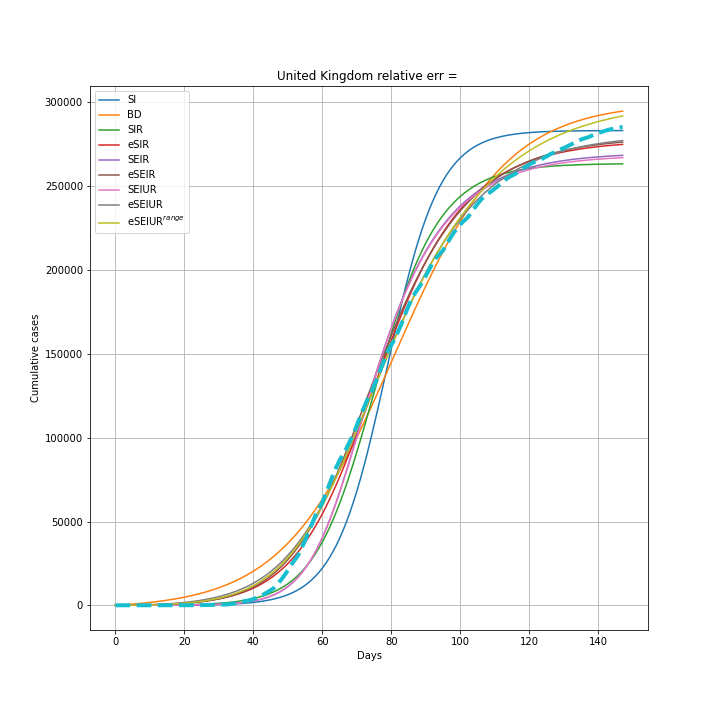 United Kingdom relative err =
300000
250000
200000
150000
100000
50000
0
Cumulative cases
SI
BD
SIR
eSIR
SEIR
eSEIR
SEIUR
eSEIUR
eSEIUR^range
0 20 40 60 80 100 120 140
Days